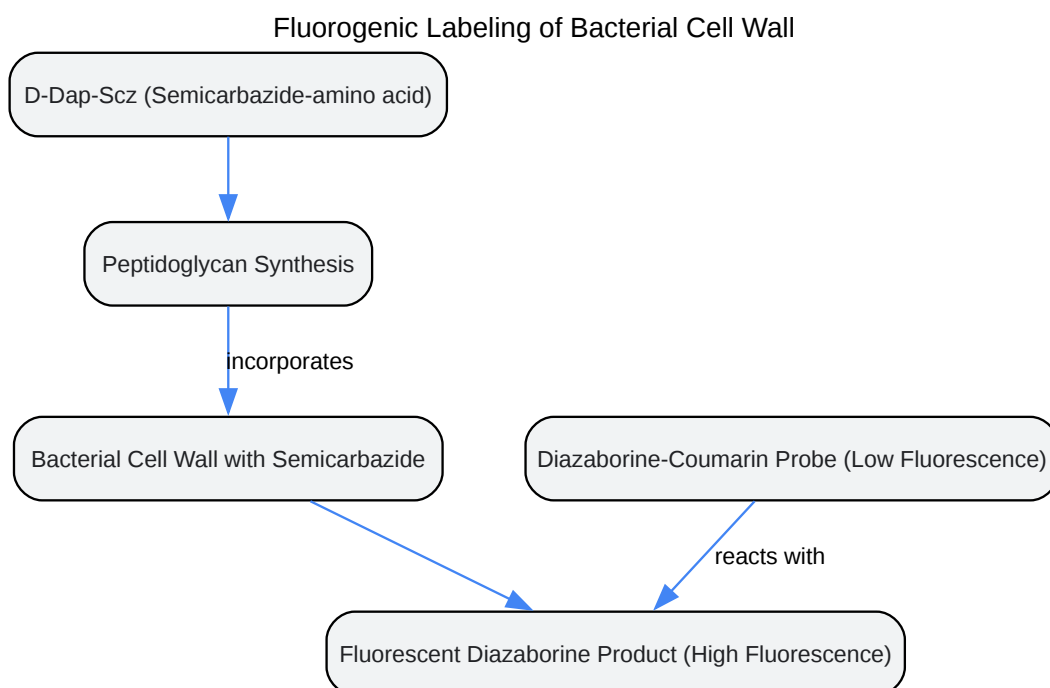 Fluorogenic Labeling of Bacterial Cell Wall
D-Dap-Scz (Semicarbazide-amino acid)
Peptidoglycan Synthesis
incorporates
Bacterial Cell Wall with Semicarbazide
Diazaborine-Coumarin Probe (Low Fluorescence)
reacts with
Fluorescent Diazaborine Product (High Fluorescence)